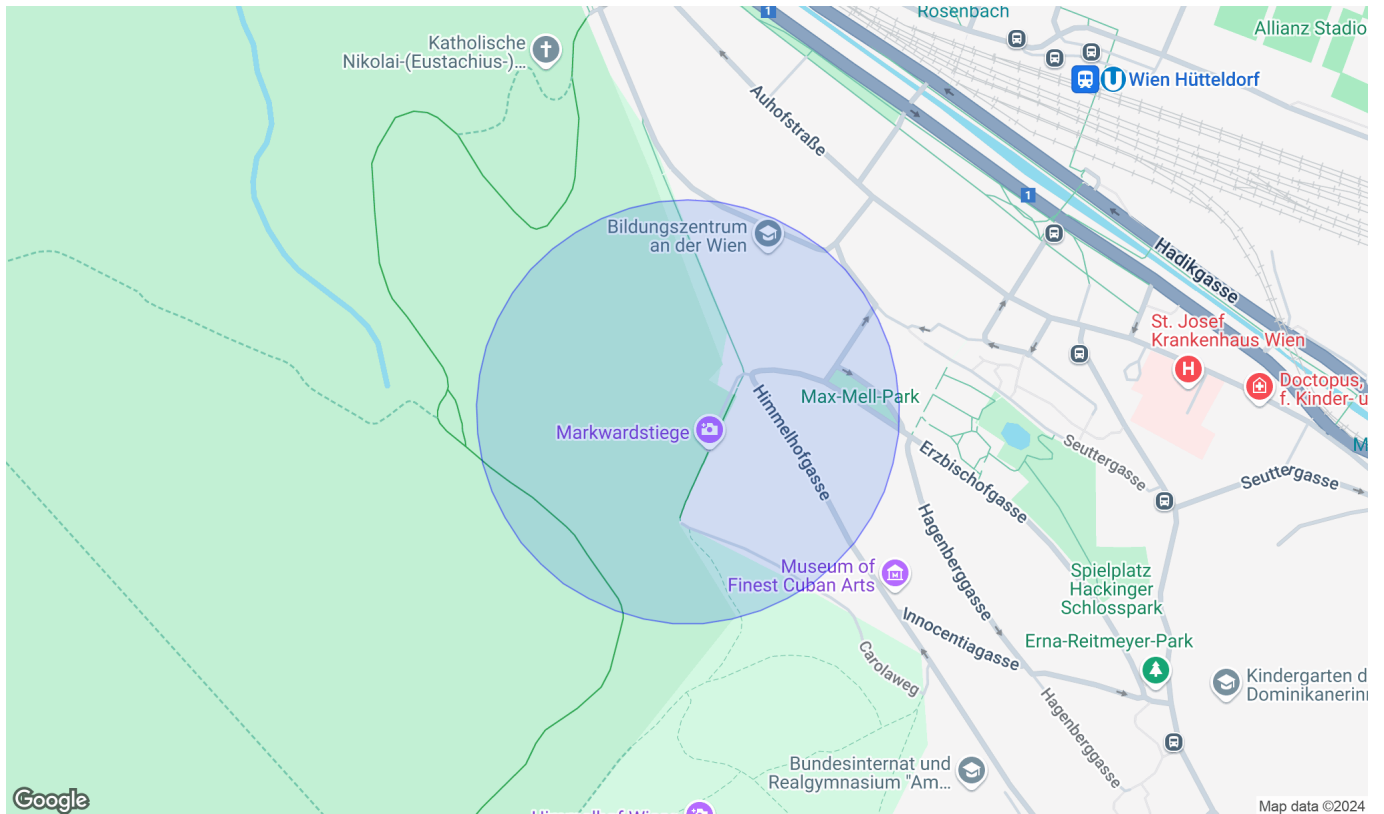 1
Rosenbach
Allianz Stadio
Katholische
Nikolai-(Eustachius-)...
U
Wien Hütteldorf
Auhofstraße
1
Bildungszentrum
an der Wien
Hadikgasse
St. Josef
Krankenhaus Wien
H
Doctopus,
f. Kinder- u
Max-Mell-Park
Markwardstiege
Himmelhofgasse
M
Erzbischofgasse
Seuttergasse
Seuttergasse
Hagenberggasse
Museum of
Finest Cuban Arts
Spielplatz
Hackinger
Schlosspark
Innocentiagasse
Erna-Reitmeyer-Park
Carolaweg
Kindergarten d
Dominikanerinn
Hagenberggasse
Bundesinternat und
Realgymnasium "Am...
Google
Map data ©2024